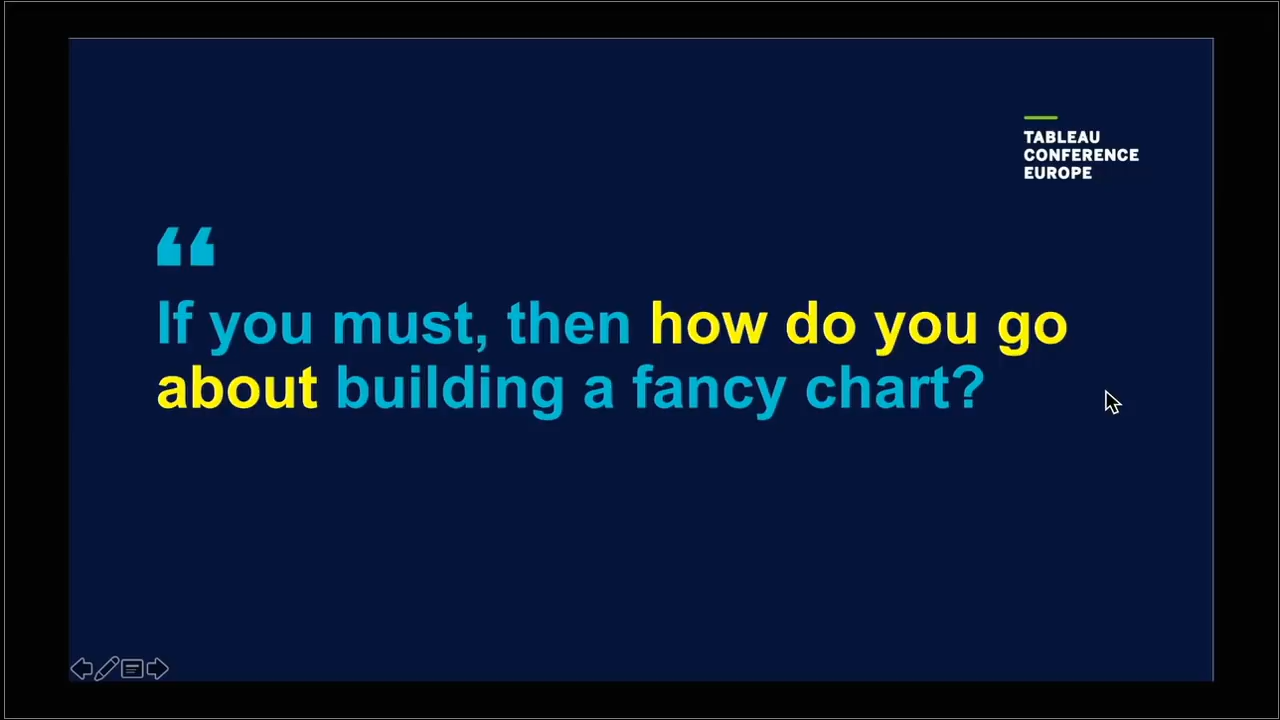 TABLEAU
CONFERENCE
EUROPE
“
If you must, then how do you go
about building a fancy chart?